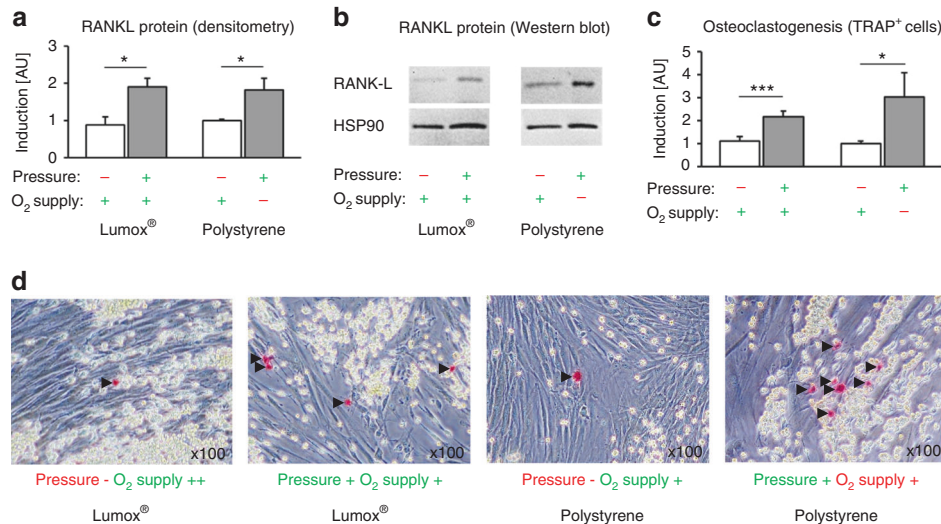 a RANKL protein (densitometry)
Induction [AU]
3
2
1
0
*
*
Pressure: − + − +
O2 supply: + + + −
Lumox® Polystyrene
b RANKL protein (Western blot)
RANK-L
HSP90
Pressure: − + − +
O2 supply: + + + −
Lumox® Polystyrene
c Osteoclastogenesis (TRAP+ cells)
Induction [AU]
5
4
3
2
1
0
***
*
Pressure: − + − +
O2 supply: + + + −
Lumox® Polystyrene
d
x100 x100 x100 x100
Pressure - O2 supply ++ Pressure + O2 supply + Pressure - O2 supply + Pressure + O2 supply +
Lumox® Lumox® Polystyrene Polystyrene